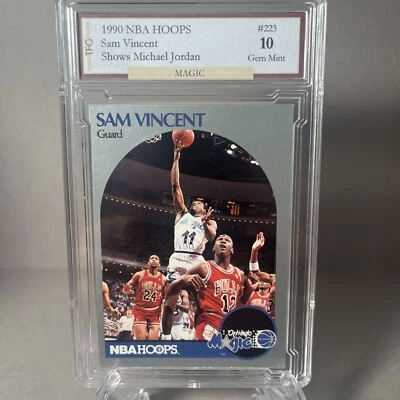 TFG
1990 NBA HOOPS
#223
Sam Vincent
10
Shows Michael Jordan
Gem Mint
MAGIC
SAM VINCENT
Guard
11
BULLS
24
12
NBA HOOPS
Orlando
Magic